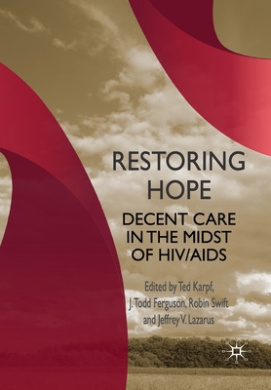 RESTORING
HOPE
DECENT CARE
IN THE MIDST
OF HIV/AIDS
Edited by Ted Karpf,
J. Todd Ferguson, Robin Swift
and Jeffrey V. Lazarus